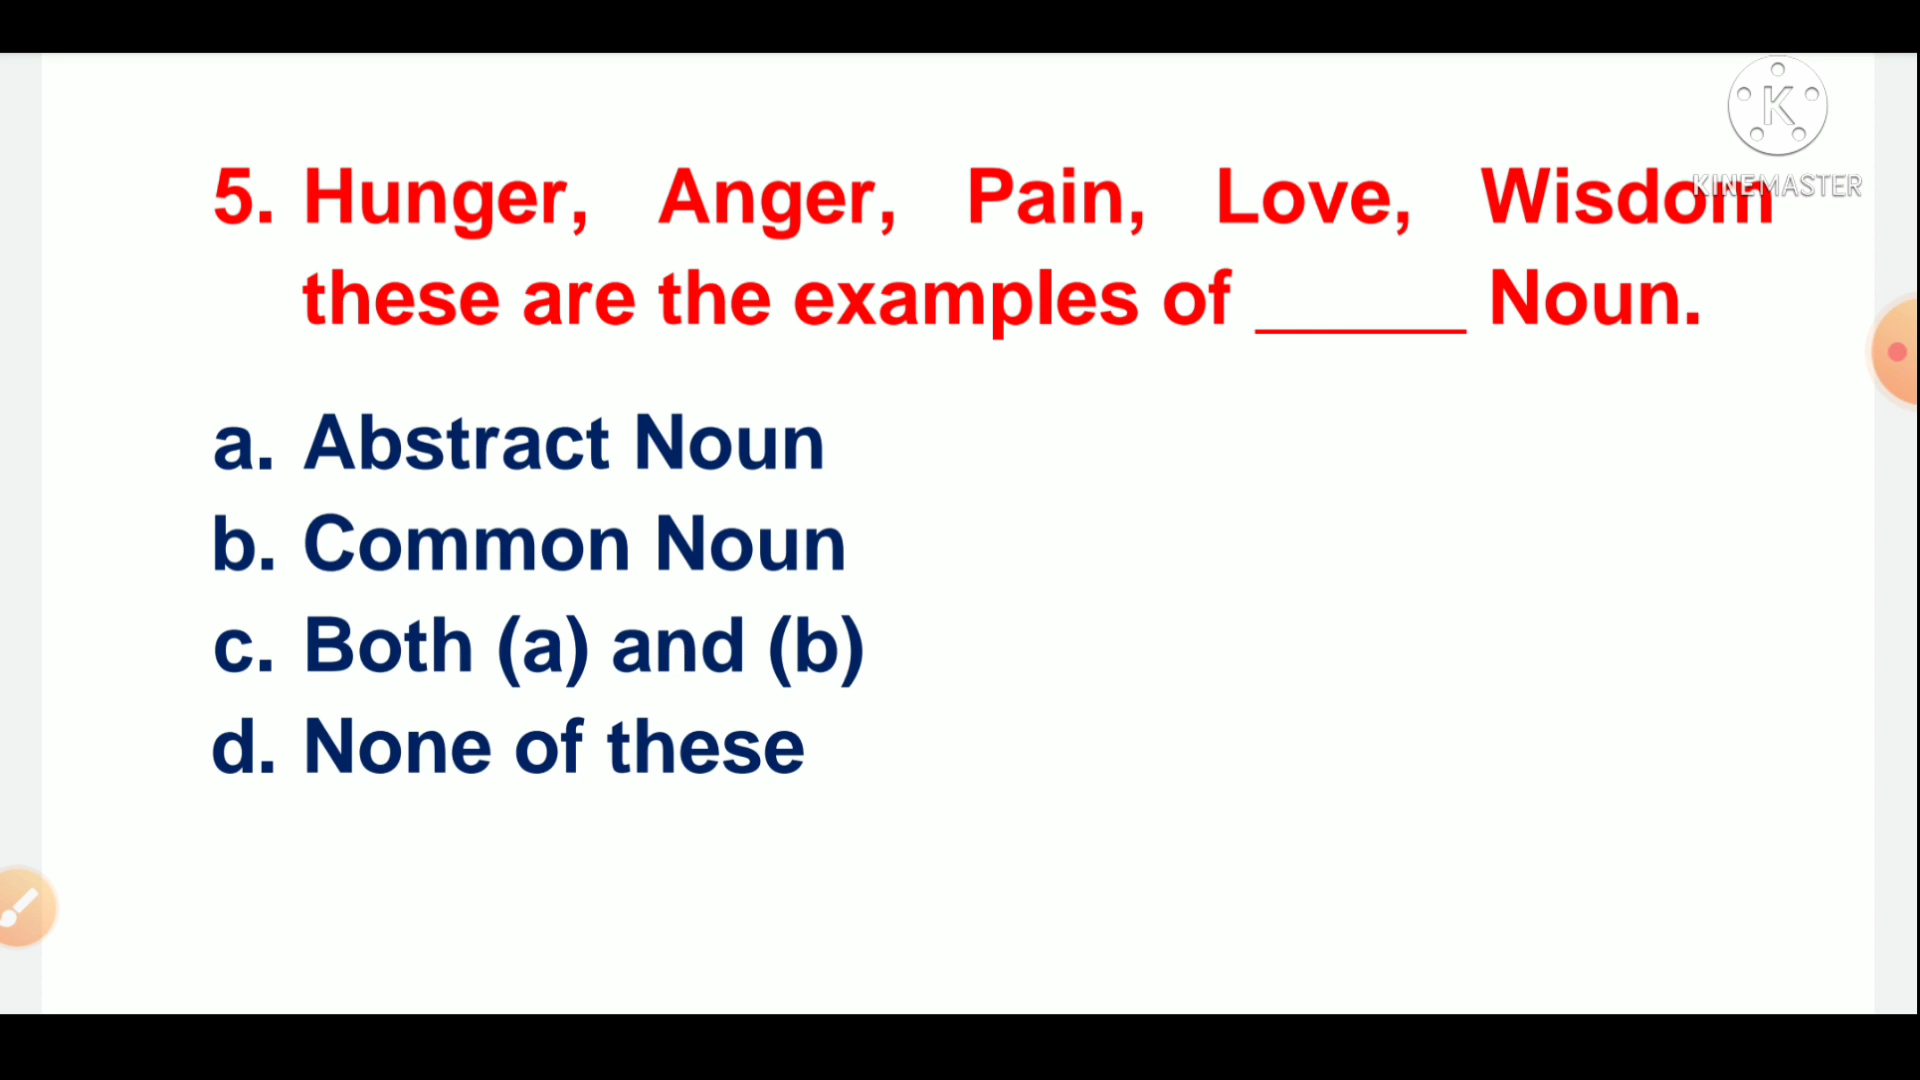 K
KINEMASTER
5. Hunger, Anger, Pain, Love, Wisdom
these are the examples of _____ Noun.
a. Abstract Noun
b. Common Noun
c. Both (a) and (b)
d. None of these